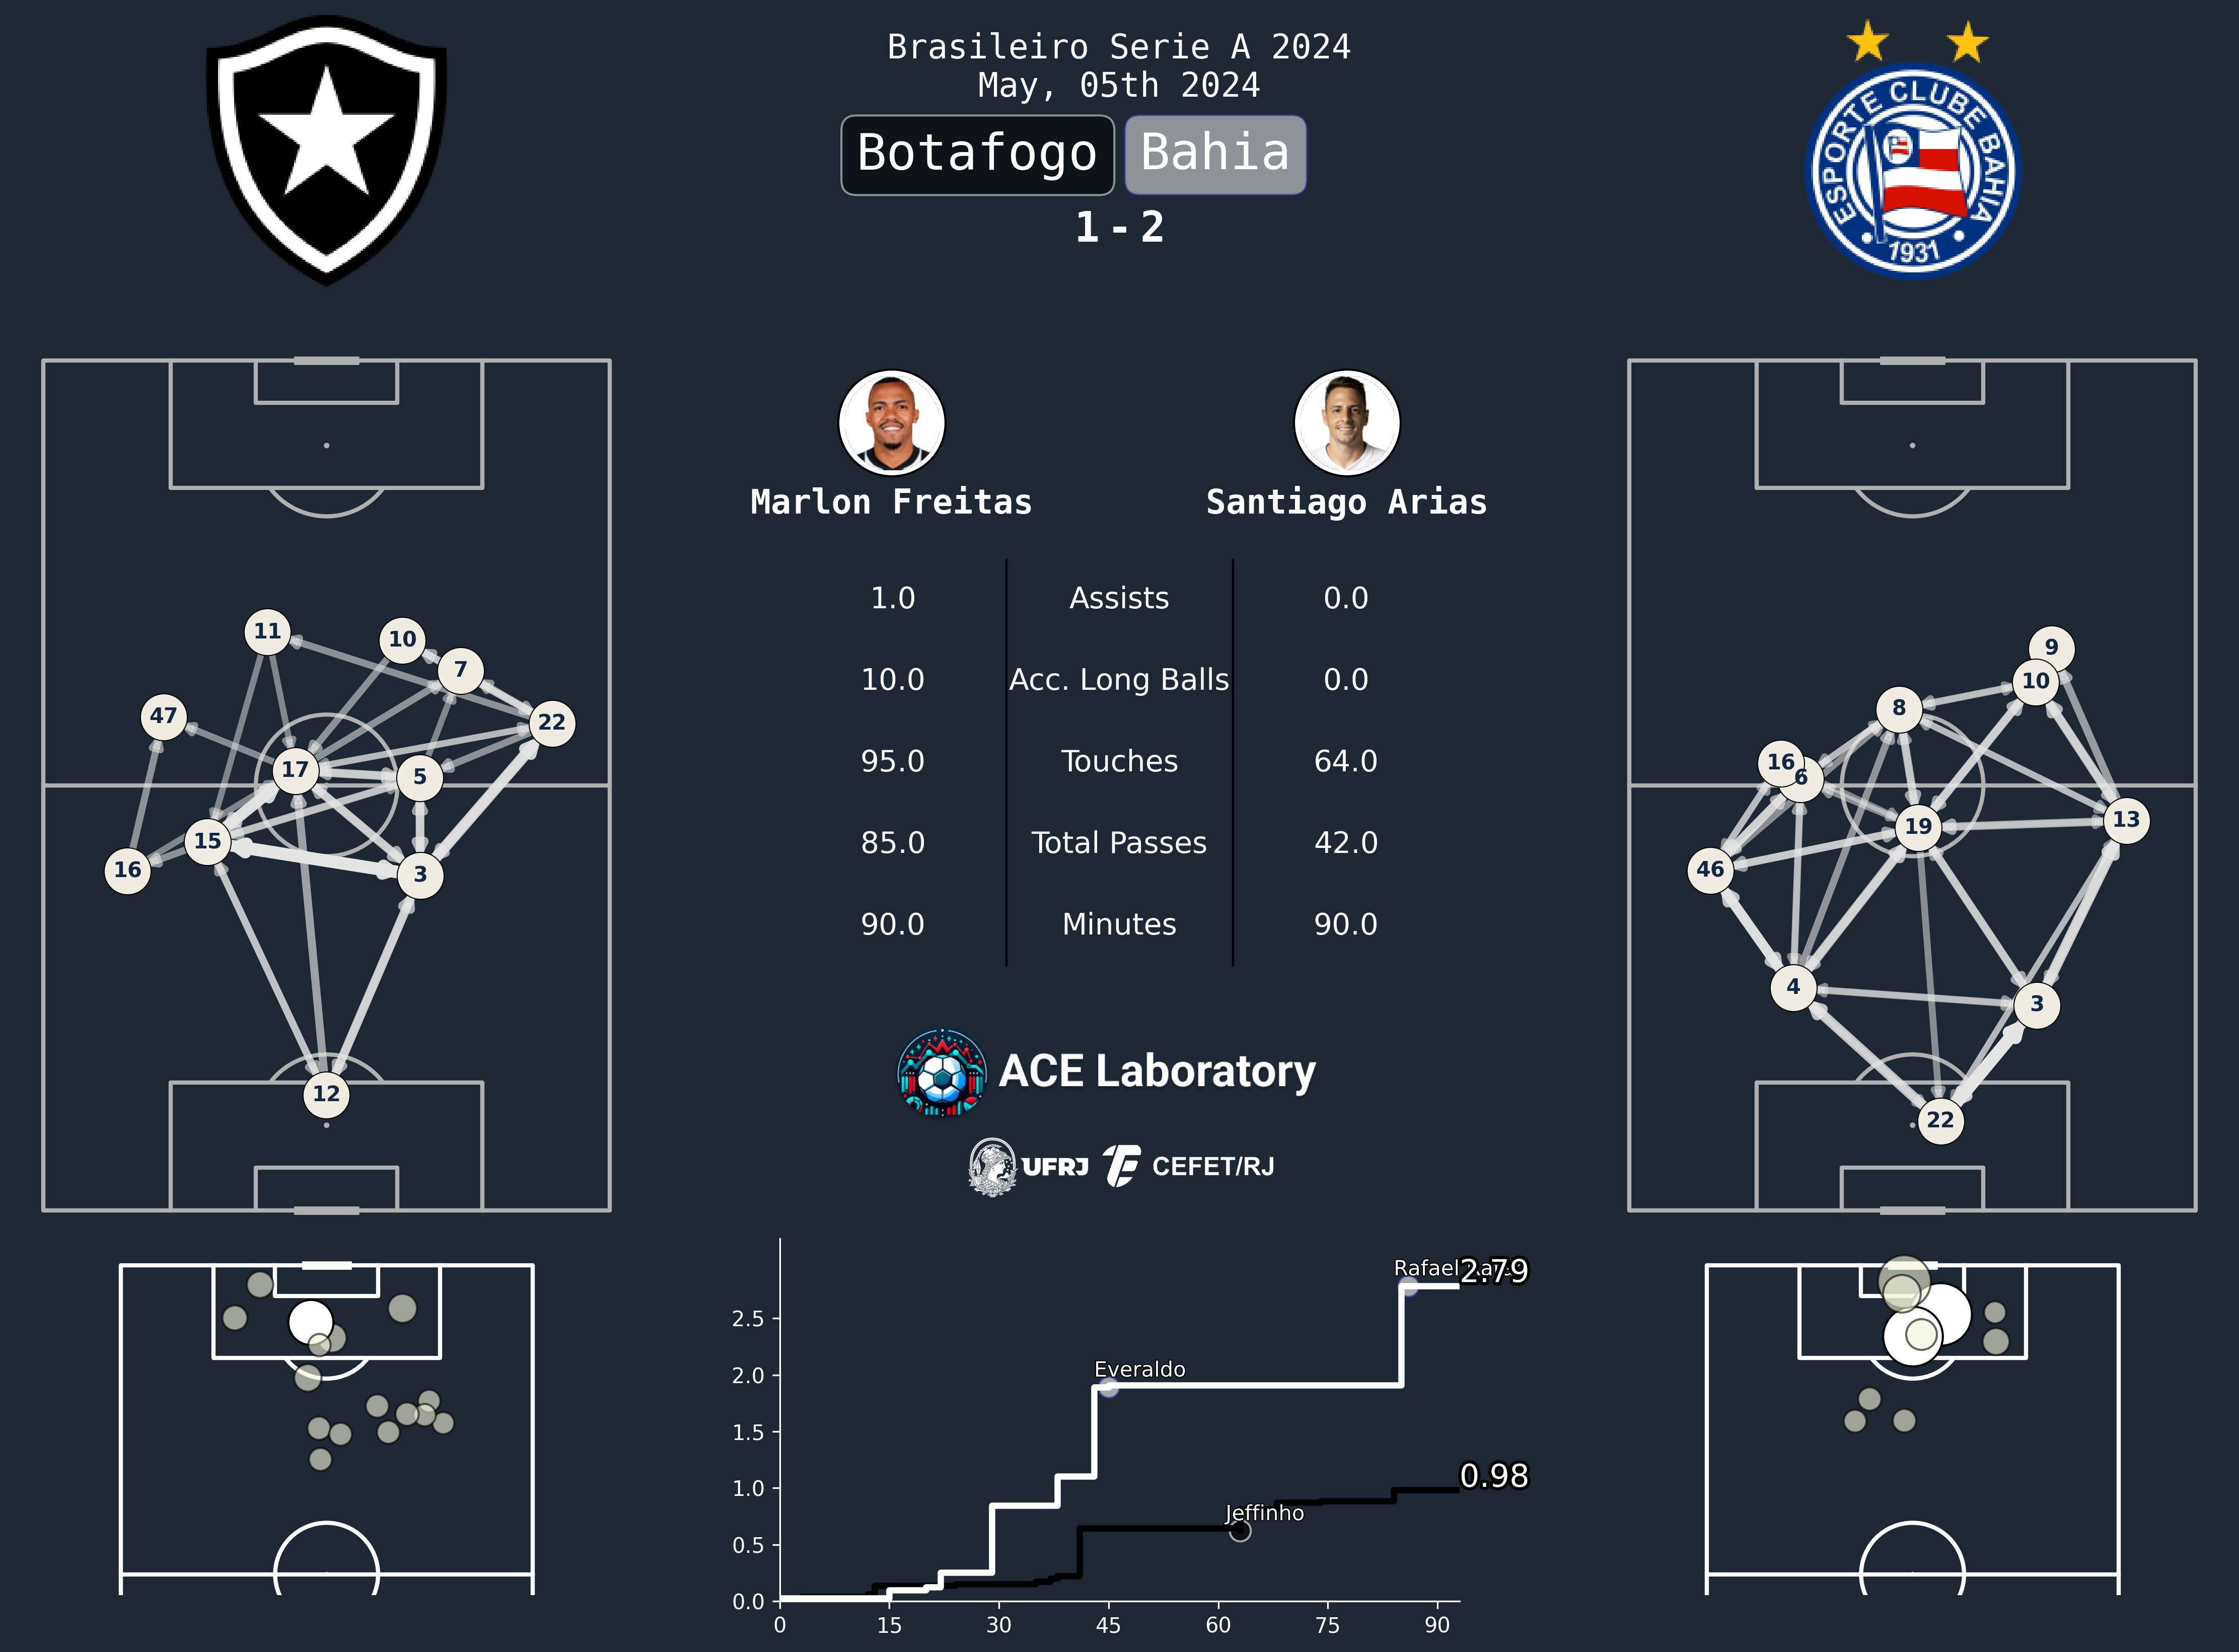 Brasileiro Serie A 2024
May, 05th 2024
Botafogo Bahia
1-2
ESPORTE CLUBE BAHIA
1931
Marlon Freitas Santiago Arias
1.0 Assists 0.0
10.0 Acc. Long Balls 0.0
95.0 Touches 64.0
85.0 Total Passes 42.0
90.0 Minutes 90.0
11
10
7
47
22
17
5
15
16
3
12
9
10
8
16
6
13
19
46
4
3
22
ACE Laboratory
UFRJ CEFET/RJ
Rafael
2.79
2.5
Everaldo
2.0
1.5
0.98
1.0
Jeffinho
0.5
0.0
0 15 30 45 60 75 90